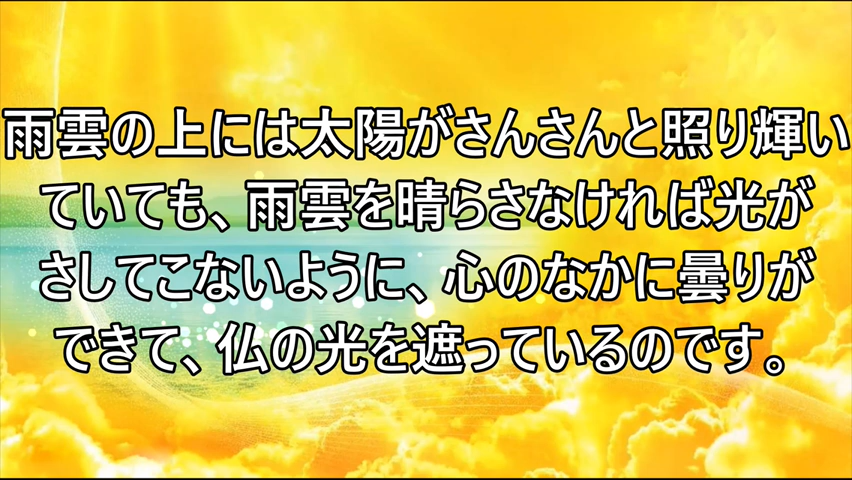 雨雲の上には太陽がさんさんと照り輝い
ていても、雨雲を晴らさなければ光が
さしてこないように、心のなかに曇りが
できて、仏の光を遮っているのです。